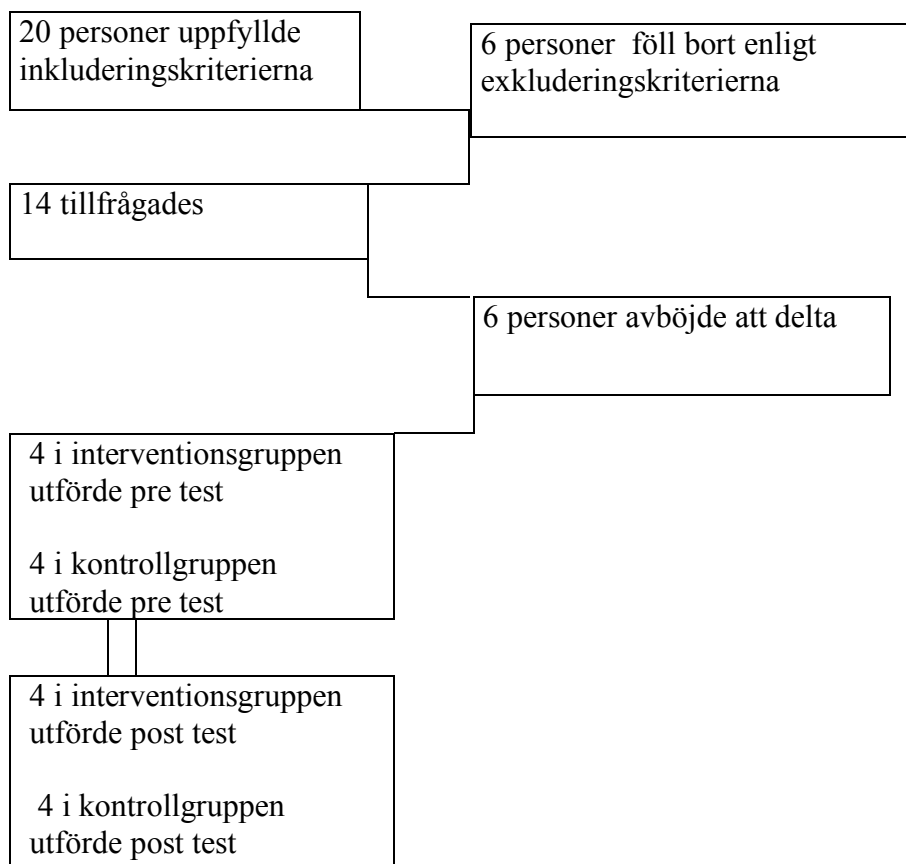 20 personer uppfyllde
inkluderingskriterierna
6 personer  föll bort enligt
exkluderingskriterierna
14 tillfrågades
6 personer avböjde att delta
4 i interventionsgruppen
utförde pre test
4 i kontrollgruppen
utförde pre test
4 i interventionsgruppen
utförde post test
4 i kontrollgruppen
utförde post test